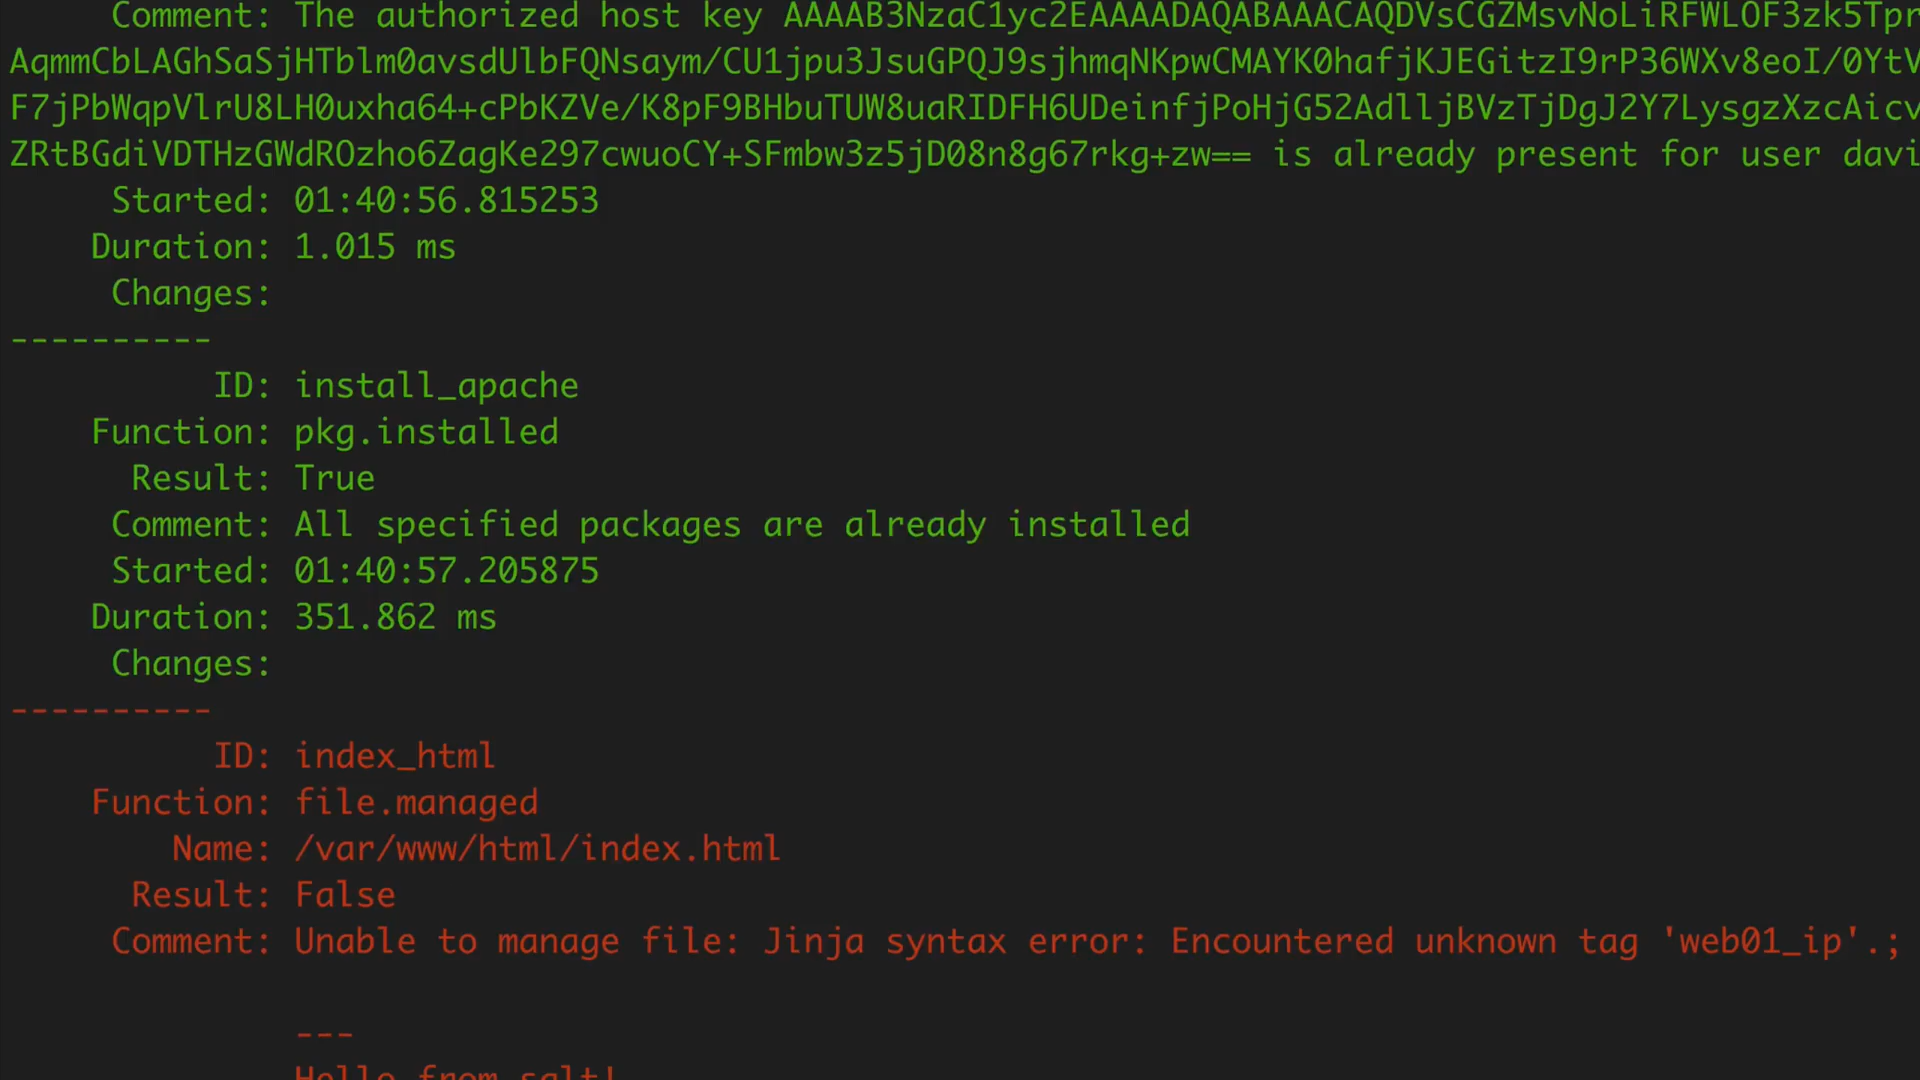 Comment: The authorized host key AAAAB3NzaC1yc2EAAAADAQABAAACAQDVsCGZMsvNoLiRFWLOF3zk5Tpr
AqmmCbLAGhSaSjHTblm0avsdUlbFQNsaym/CU1jpu3JsuGPQJ9sjhmqNKpwCMAYK0hafjKJEGitzI9rP36WXv8eoI/0YtV
F7jPbWqpVlrU8LH0uxha64+cPbKZVe/K8pF9BHbuTUW8uaRIDFH6UDeinfjPoHjG52AdlljBVzTjDgJ2Y7LysgzXzcAicv
ZRtBGdiVDTHzGWdROzho6ZagKe297cwuoCY+SFmbw3z5jD08n8g67rkg+zw== is already present for user davi
Started: 01:40:56.815253
Duration: 1.015 ms
Changes:
----------
ID: install_apache
Function: pkg.installed
Result: True
Comment: All specified packages are already installed
Started: 01:40:57.205875
Duration: 351.862 ms
Changes:
----------
ID: index_html
Function: file.managed
Name: /var/www/html/index.html
Result: False
Comment: Unable to manage file: Jinja syntax error: Encountered unknown tag 'web01_ip'.;
---
Hello from salt!